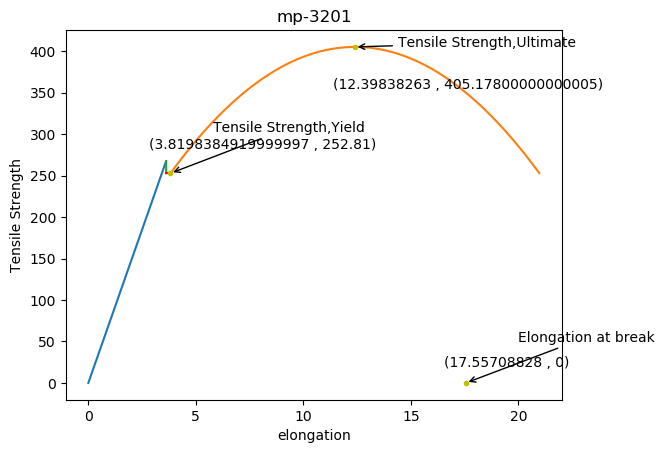 mp-3201
400
350
300
250
200
150
100
50
0
Tensile Strength
Tensile Strength,Ultimate
(12.39838263 , 405.17800000000005)
Tensile Strength,Yield
(3.8198384919999997 , 252.81)
Elongation at break
(17.55708828 , 0)
0 5 10 15 20
elongation